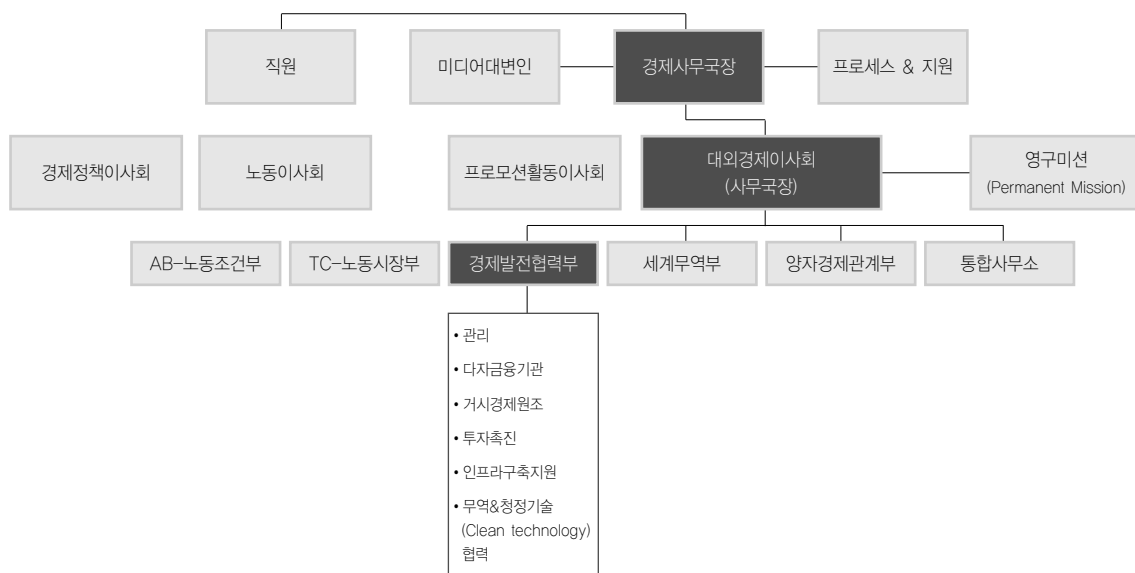 직원
미디어대변인
경제사무국장
프로세스 & 지원
경제정책이사회
노동이사회
프로모션활동이사회
대외경제이사회
(사무국장)
영구미션
(Permanent Mission)
AB-노동조건부
TC-노동시장부
경제발전협력부
세계무역부
양자경제관계부
통합사무소
• 관리
• 다자금융기관
• 거시경제원조
• 투자촉진
• 인프라구축지원
• 무역&청정기술
(Clean technology)
협력